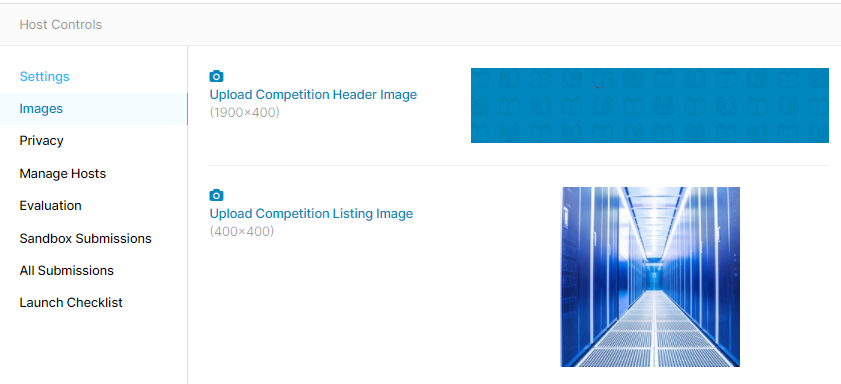 Host Controls
Settings
Images
Privacy
Manage Hosts
Evaluation
Sandbox Submissions
All Submissions
Launch Checklist
Upload Competition Header Image
(1900×400)
Upload Competition Listing Image
(400×400)